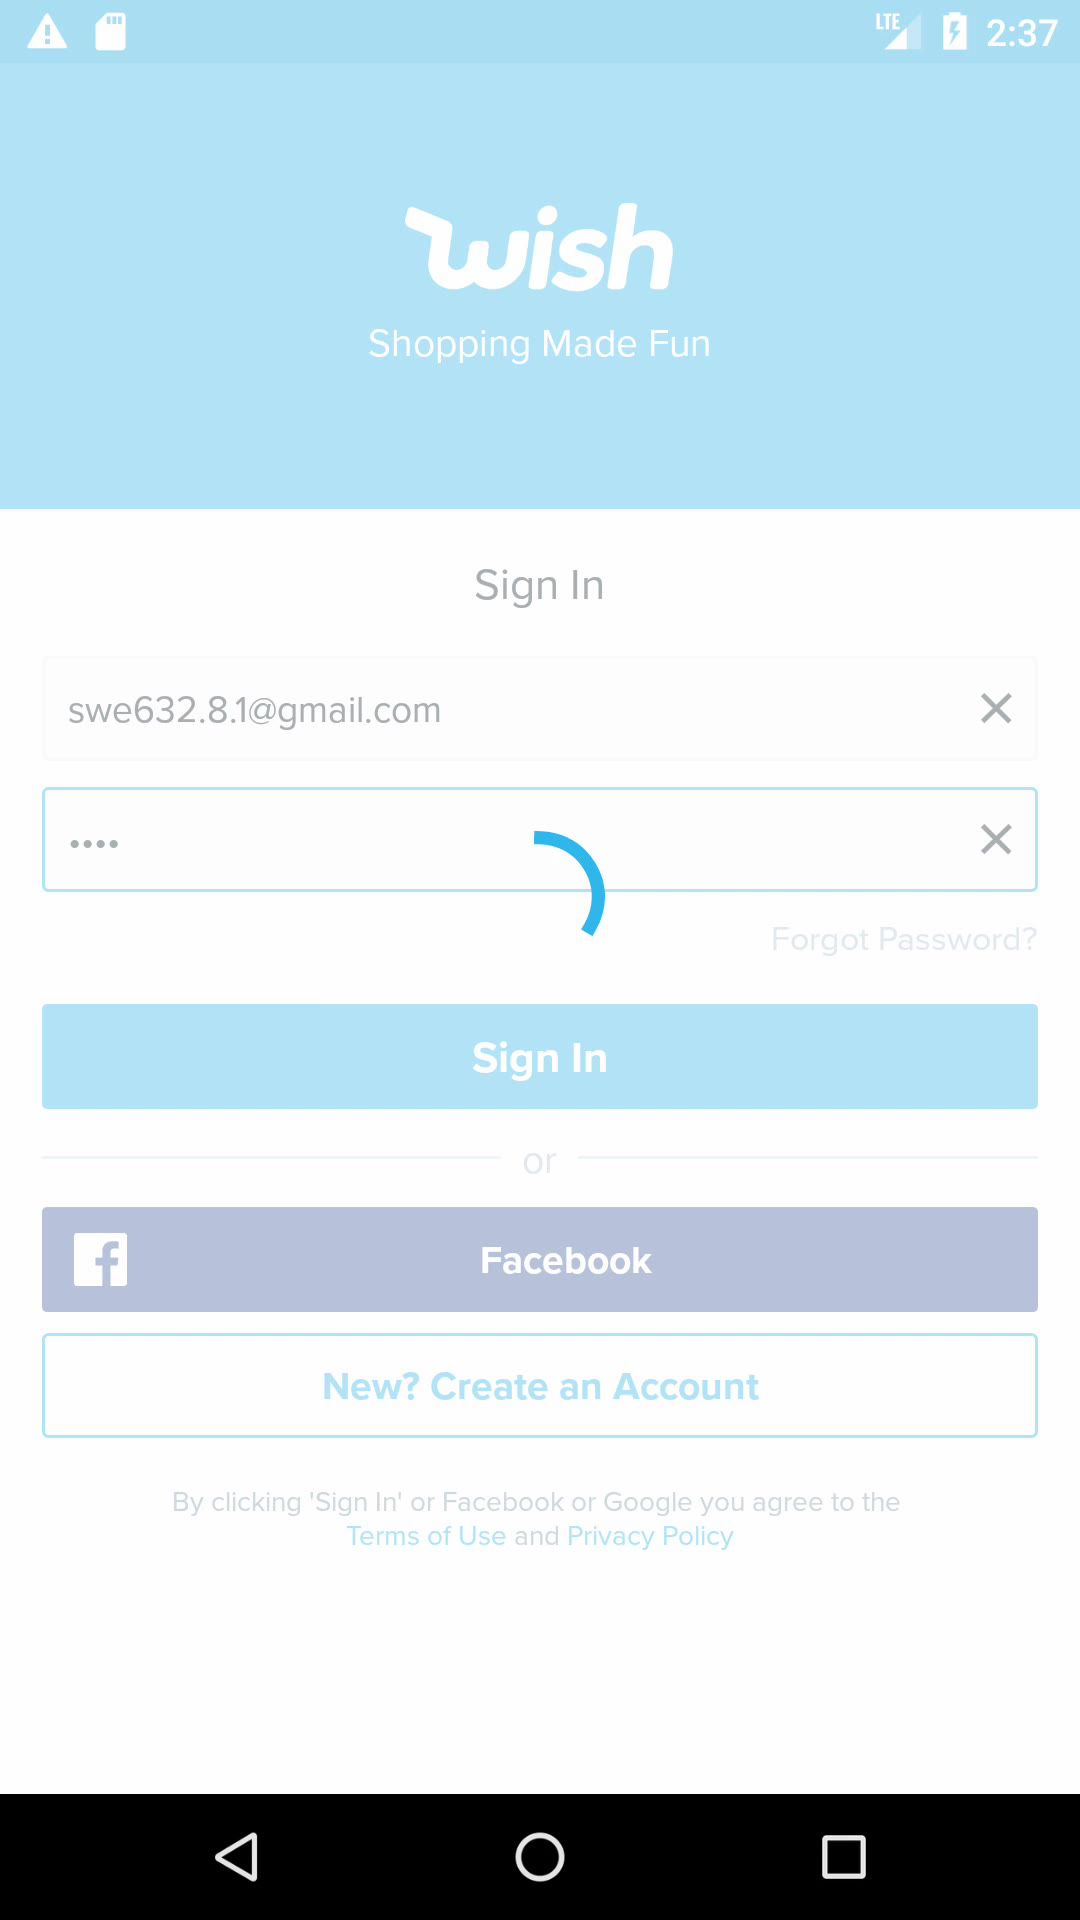 LTE 2:37
wish
Shopping Made Fun
Sign In
swe632.8.1@gmail.com
••••
Forgot Password?
Sign In
or
Facebook
New? Create an Account
By clicking 'Sign In' or Facebook or Google you agree to the
Terms of Use and Privacy Policy